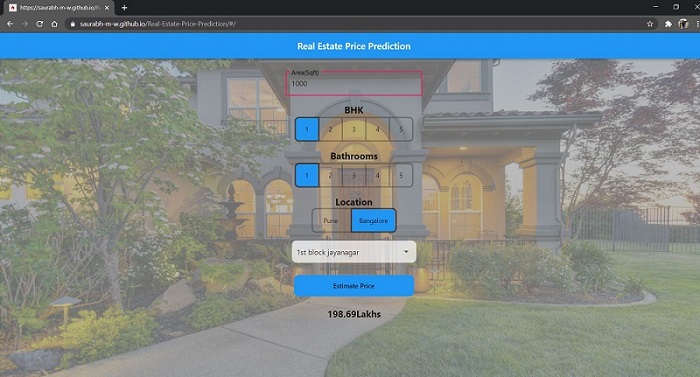 https://saurabh-m-w.github.io/R
saurabh-m-w.github.io/Real-Estate-Price-Prediction/#/
Real Estate Price Prediction
Area(Sqft)
1000
BHK
1 2 3 4 5
Bathrooms
1 2 3 4 5
Location
Pune Bangalore
1st block jayanagar
Estimate Price
198.69Lakhs